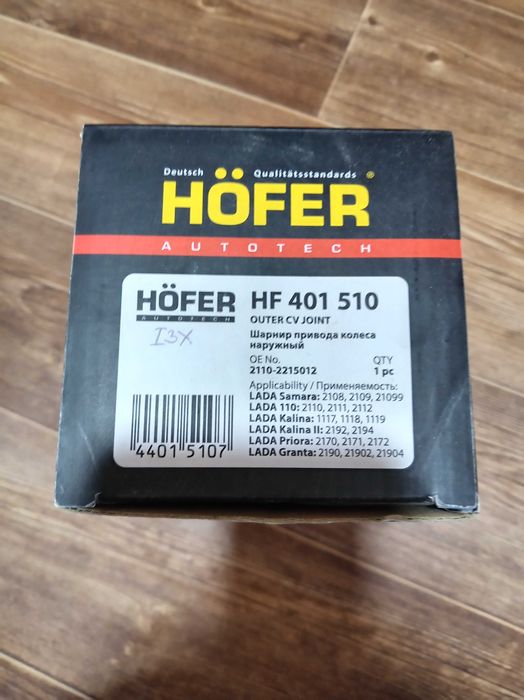 Deutsch Qualitätsstandards ®
HÖFER
AUTOTECH
HÖFER HF 401 510
AUTOTECH OUTER CV JOINT
IЗХ Шарнир привода колеса
наружный
OE No. QTY
2110-2215012 1 pc
Applicability / Применяемость:
LADA Samara: 2108, 2109, 21099
LADA 110: 2110, 2111, 2112
LADA Kalina: 1117, 1118, 1119
LADA Kalina II: 2192, 2194
LADA Priora: 2170, 2171, 2172
LADA Granta: 2190, 21902, 21904
4401 5107